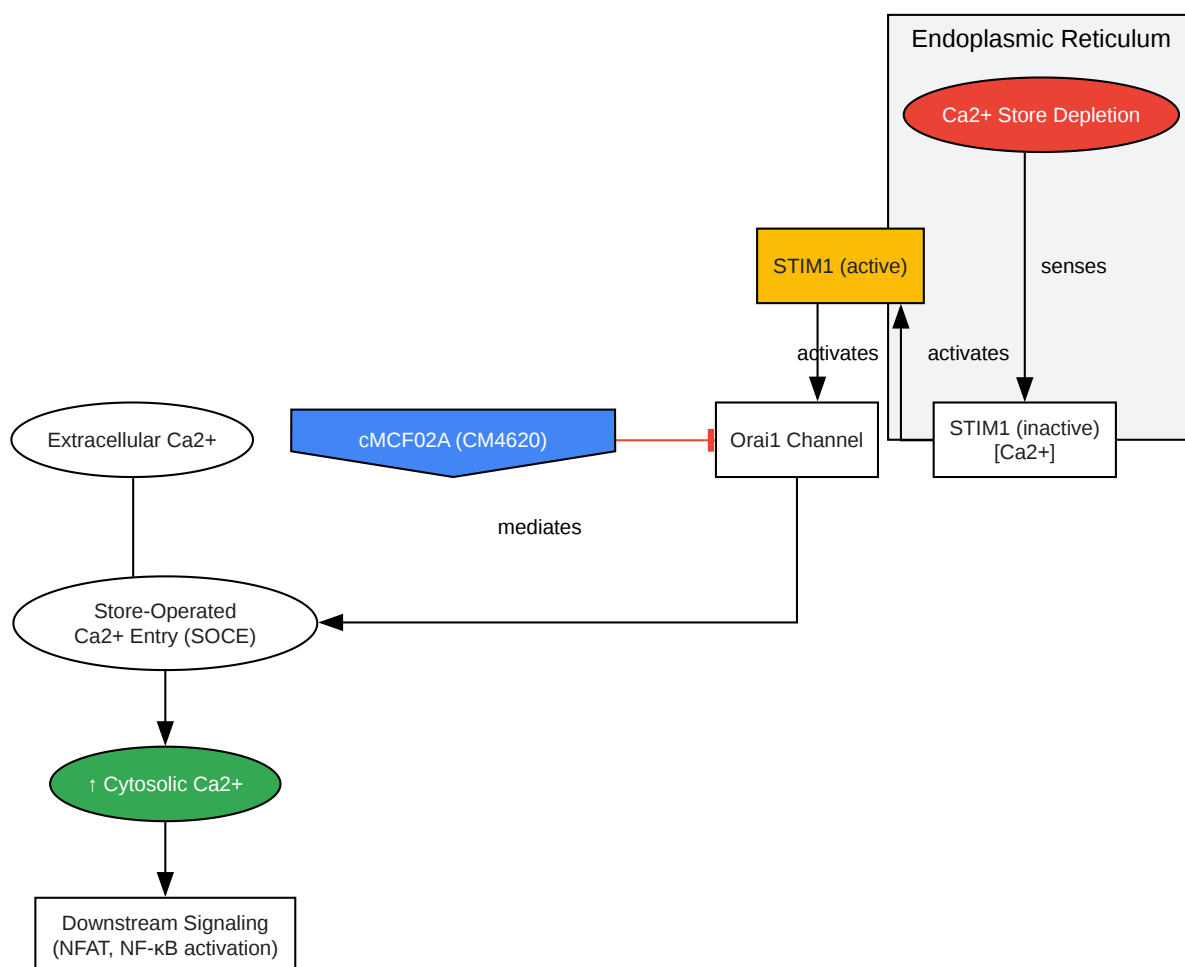 Endoplasmic Reticulum
Ca2+ Store Depletion
STIM1 (active)
senses
activates
activates
Extracellular Ca2+
cMCF02A (CM4620)
Orai1 Channel
STIM1 (inactive)
[Ca2+]
mediates
Store-Operated
Ca2+ Entry (SOCE)
↑ Cytosolic Ca2+
Downstream Signaling
(NFAT, NF-κB activation)